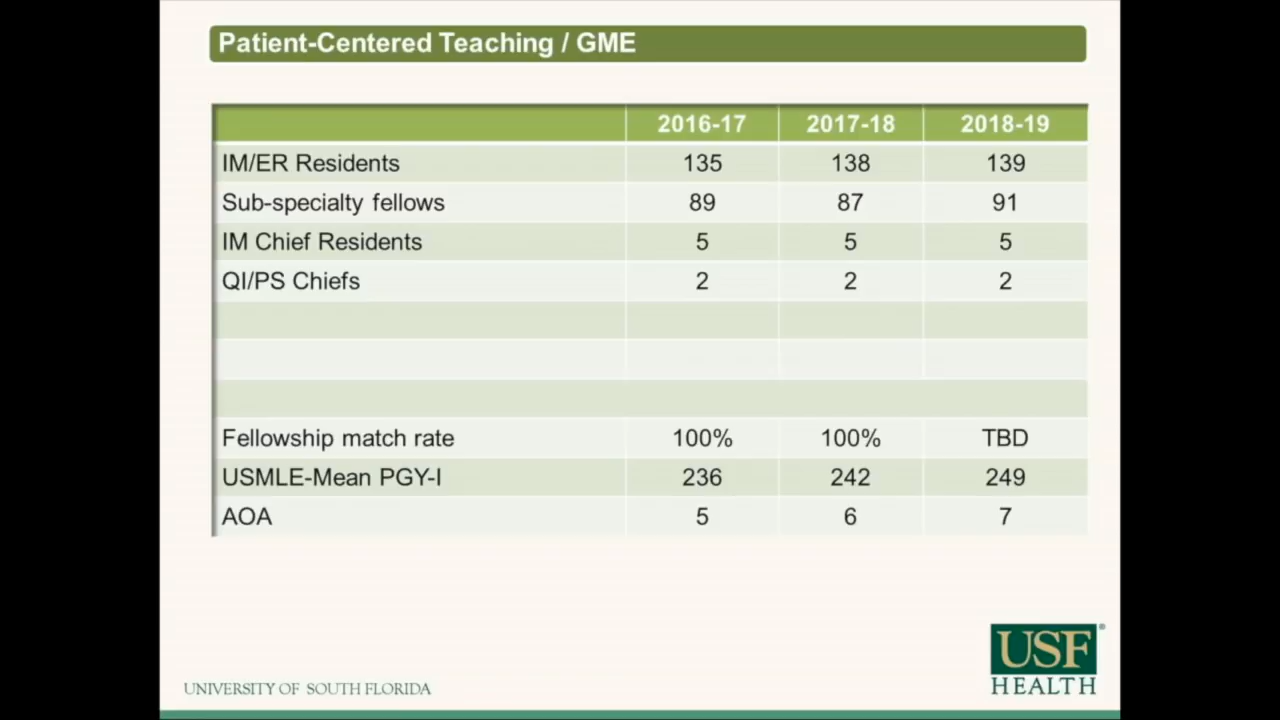 Patient-Centered Teaching / GME
2016-17 2017-18 2018-19
IM/ER Residents 135 138 139
Sub-specialty fellows 89 87 91
IM Chief Residents 5 5 5
QI/PS Chiefs 2 2 2
Fellowship match rate 100% 100% TBD
USMLE-Mean PGY-I 236 242 249
AOA 5 6 7
USF®
HEALTH
UNIVERSITY OF SOUTH FLORIDA